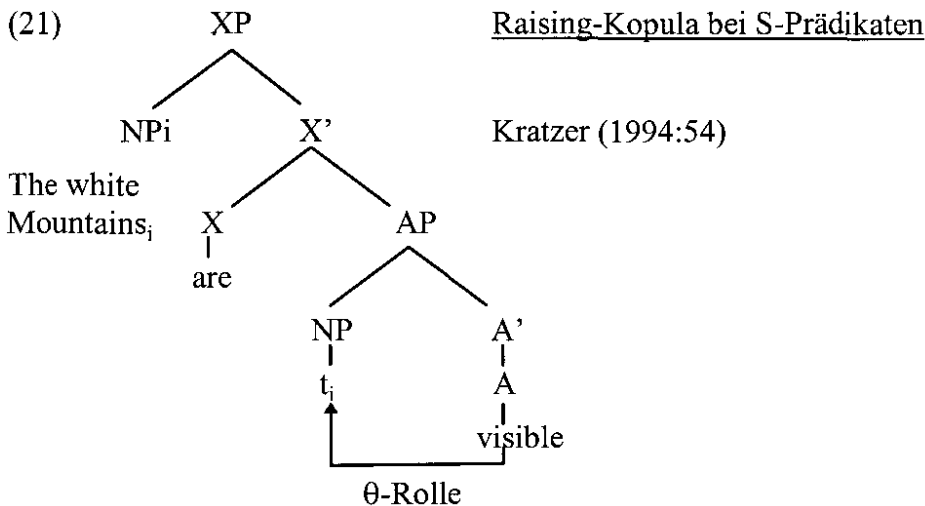 (21) XP Raising-Kopula bei S-Prädikaten
NPi X’ Kratzer (1994:54)
The white
Mountainsᵢ X AP
are
NP A’
tᵢ A
visible
θ-Rolle